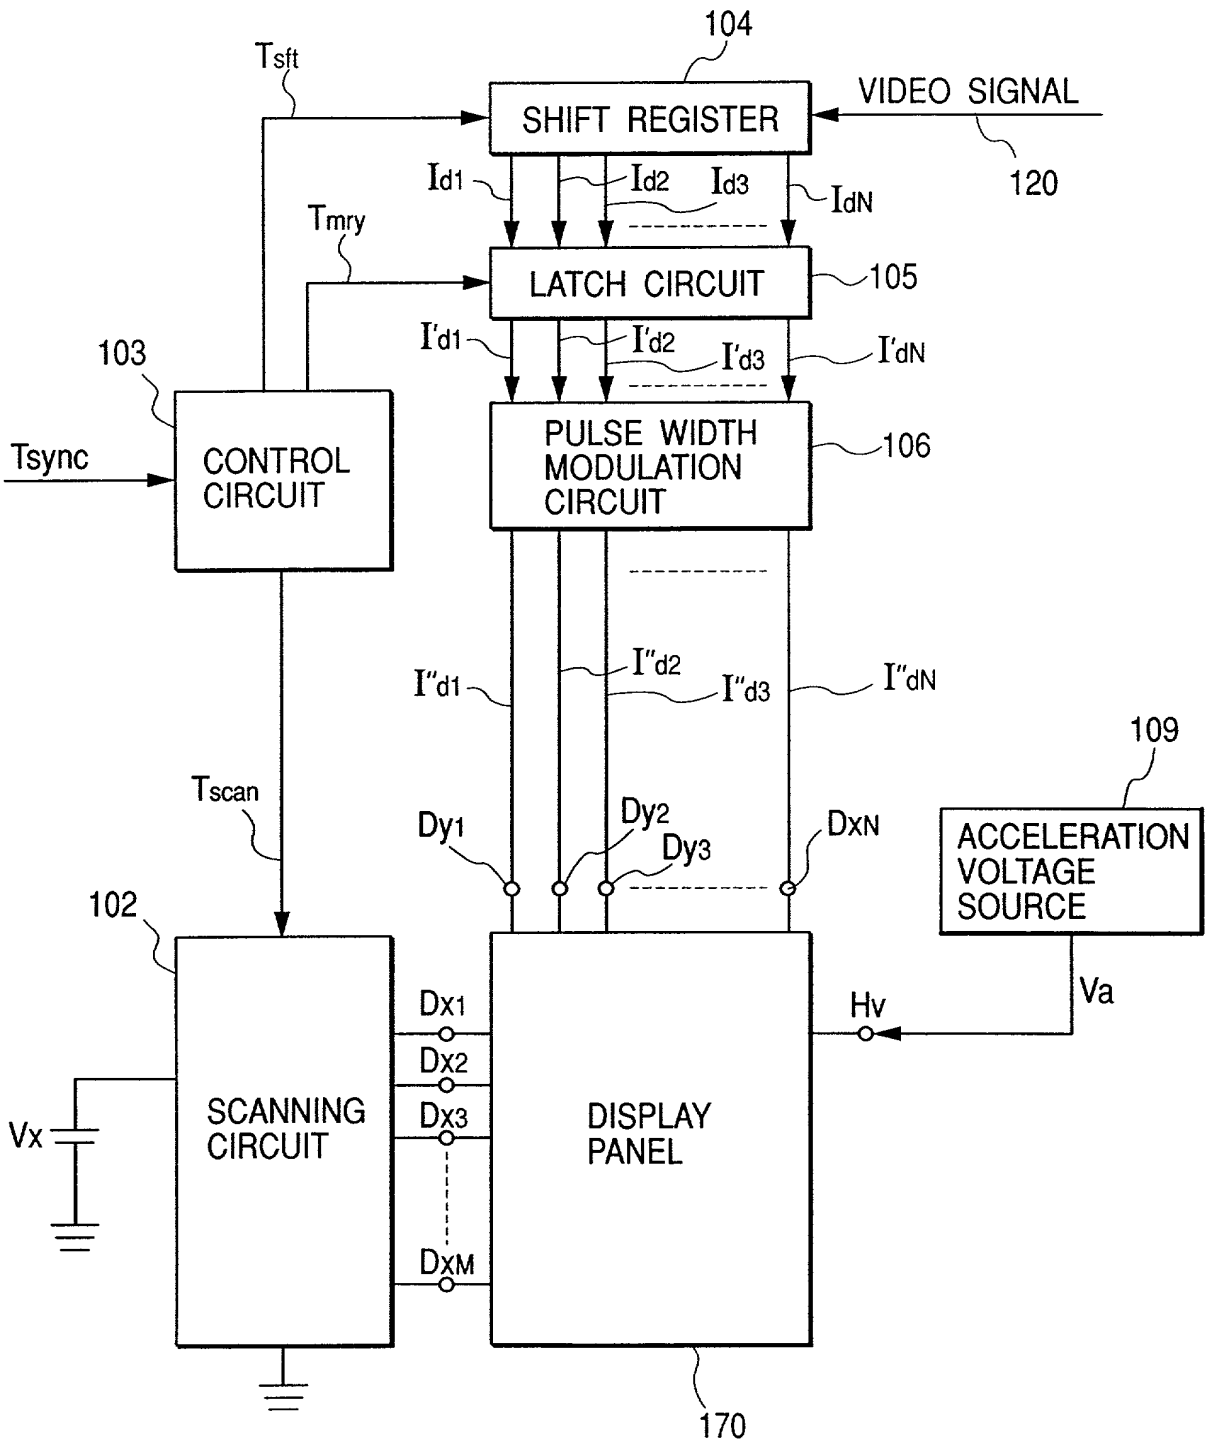 104
Tsft
VIDEO SIGNAL
SHIFT REGISTER
120
Id1
Id2
Id3
IdN
Tmry
LATCH CIRCUIT
105
I'd1
I'd2
I'd3
I'dN
103
PULSE WIDTH
MODULATION
CIRCUIT
106
Tsync
CONTROL
CIRCUIT
I"d1
I"d2
I"d3
I"dN
109
Tscan
Dy1
Dy2
Dy3
DxN
ACCELERATION
VOLTAGE
SOURCE
102
Dx1
Hv
Va
Dx2
Vx
SCANNING
CIRCUIT
Dx3
DISPLAY
PANEL
DxM
170